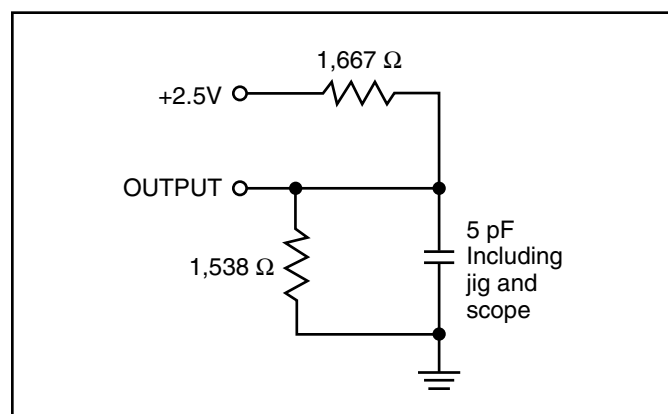 1,667 Ω
+2.5V
OUTPUT
1,538 Ω
5 pF
Including
jig and
scope